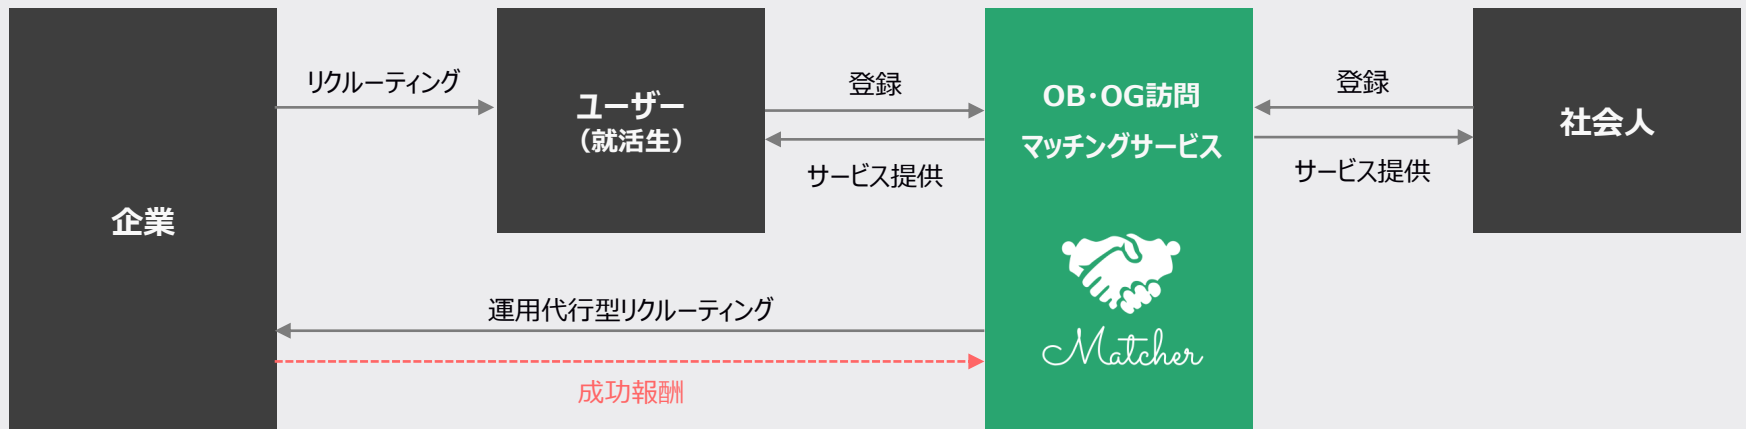 企業
リクルーティング
ユーザー
（就活生）
登録
サービス提供
OB・OG訪問
マッチングサービス
Matcher
登録
サービス提供
社会人
運用代行型リクルーティング
成功報酬